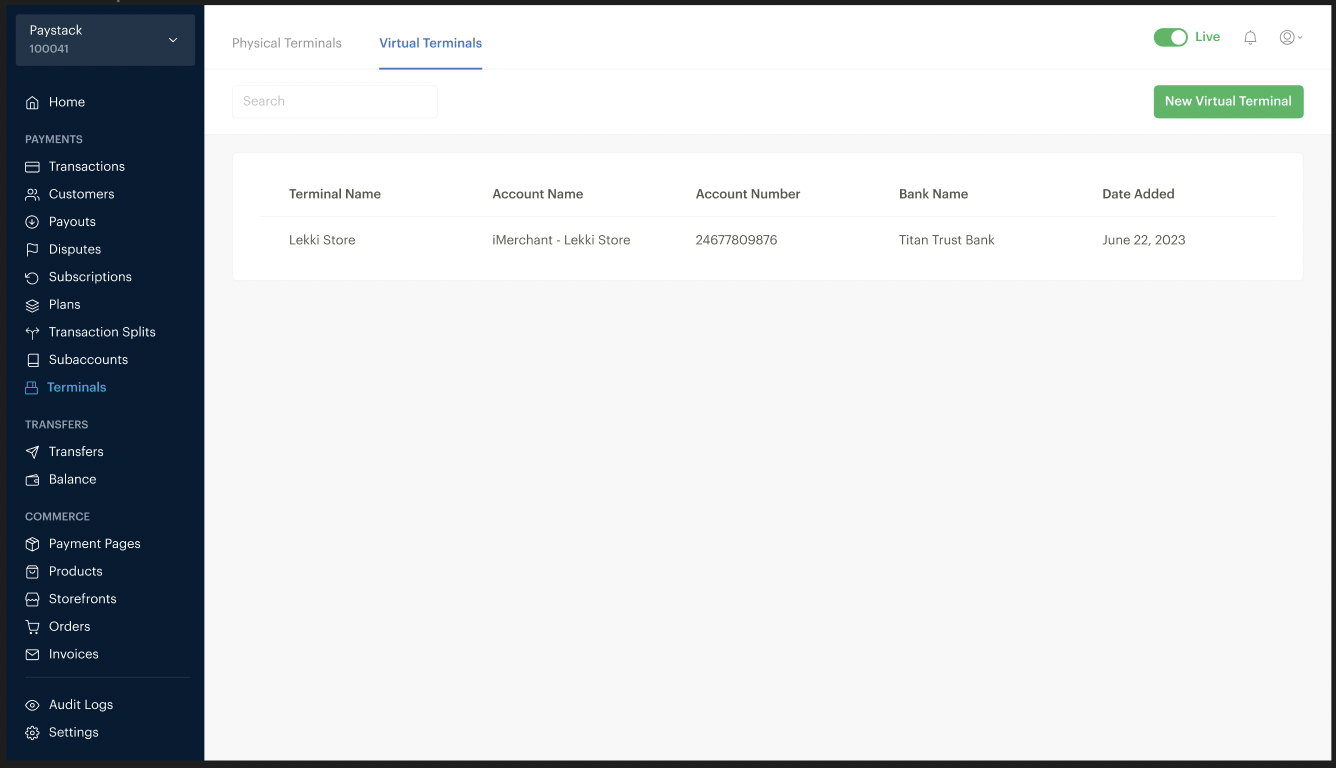 Paystack
100041
Home
PAYMENTS
Transactions
Customers
Payouts
Disputes
Subscriptions
Plans
Transaction Splits
Subaccounts
Terminals
TRANSFERS
Transfers
Balance
COMMERCE
Payment Pages
Products
Storefronts
Orders
Invoices
Audit Logs
Settings
Physical Terminals Virtual Terminals Live
Search New Virtual Terminal
Terminal Name Account Name Account Number Bank Name Date Added
Lekki Store iMerchant - Lekki Store 24677809876 Titan Trust Bank June 22, 2023